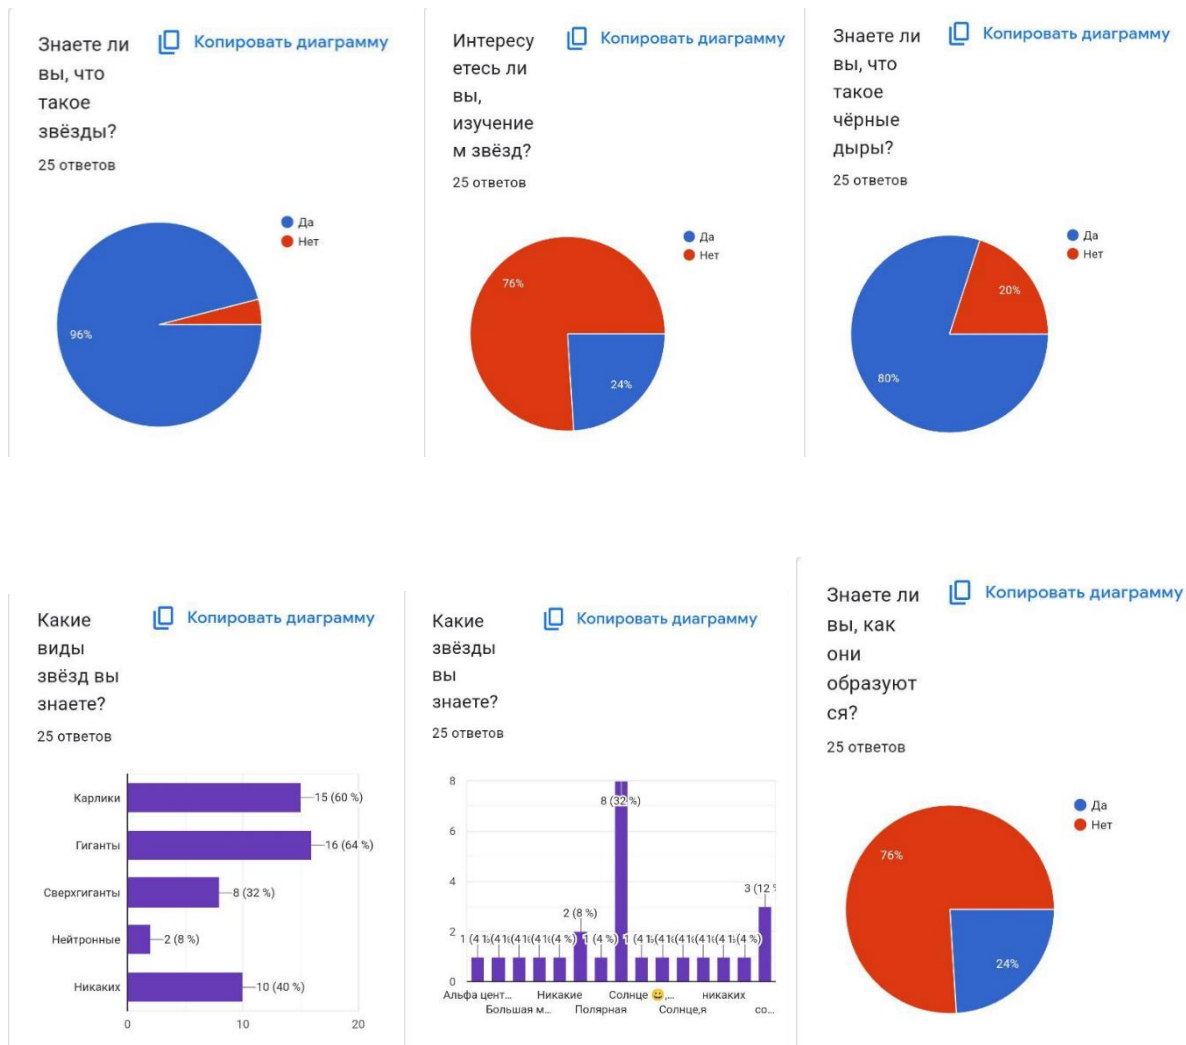 Знаете ли
вы, что
такое
звёзды?
Копировать диаграмму
25 ответов
Да
Нет
96%
Интересу
етесь ли
вы,
изучение
м звёзд?
Копировать диаграмму
25 ответов
Да
Нет
76%
24%
Знаете ли
вы, что
такое
чёрные
дыры?
Копировать диаграмму
25 ответов
Да
Нет
20%
80%
Какие
виды
звёзд вы
знаете?
Копировать диаграмму
25 ответов
Карлики
15 (60 %)
Гиганты
16 (64 %)
Сверхгиганты
8 (32 %)
Нейтронные
2 (8 %)
Никаких
10 (40 %)
0 10 20
Какие
звёзды
вы
знаете?
Копировать диаграмму
25 ответов
8
8 (32 %)
6
4
3 (12 %
2 (8 %)
2
0
Альфа цент… Никакие Солнце 😀,… никаких
Большая м… Полярная Солнце,я со…
Знаете ли
вы, как
они
образуют
ся?
Копировать диаграмму
25 ответов
Да
Нет
76%
24%